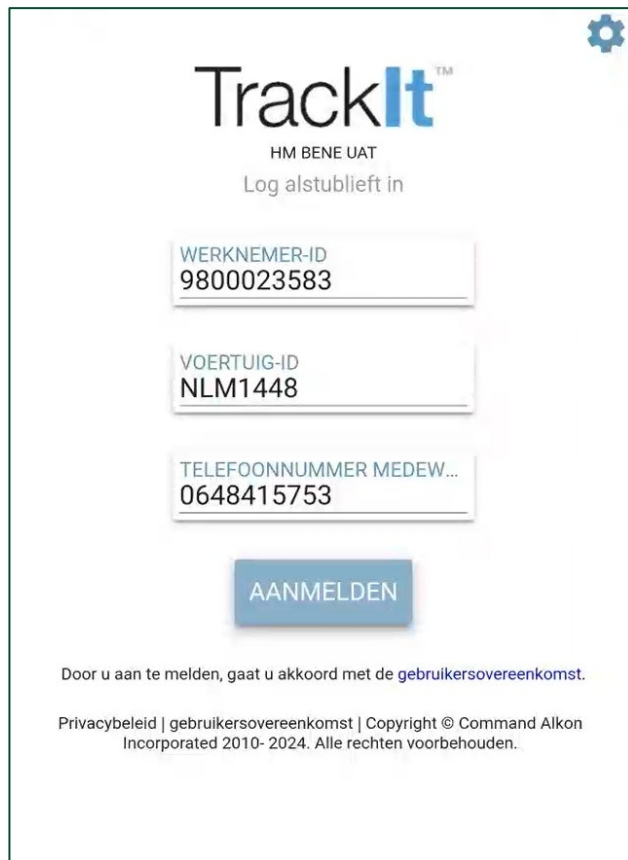 TrackIt™
HM BENE UAT
Log alstublieft in
WERKNEMER-ID
9800023583
VOERTUIG-ID
NLM1448
TELEFOONNUMMER MEDEW...
0648415753
AANMELDEN
Door u aan te melden, gaat u akkoord met de gebruikersovereenkomst.
Privacybeleid | gebruikersovereenkomst | Copyright © Command Alkon
Incorporated 2010- 2024. Alle rechten voorbehouden.